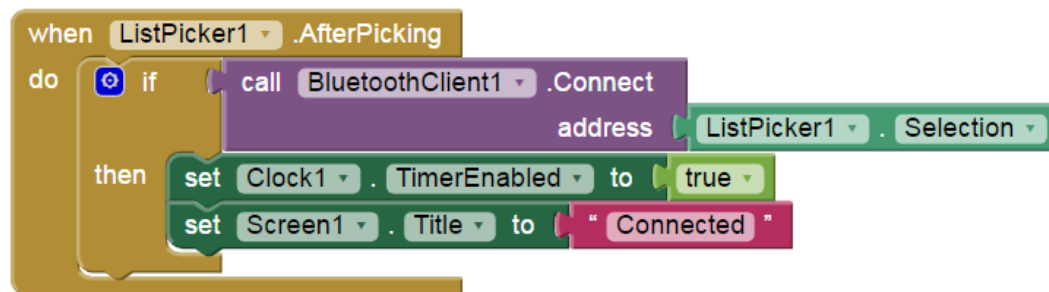 when ListPicker1 .AfterPicking
do if call BluetoothClient1 .Connect
address ListPicker1 . Selection
then set Clock1 . TimerEnabled to true
set Screen1 . Title to “ Connected ”